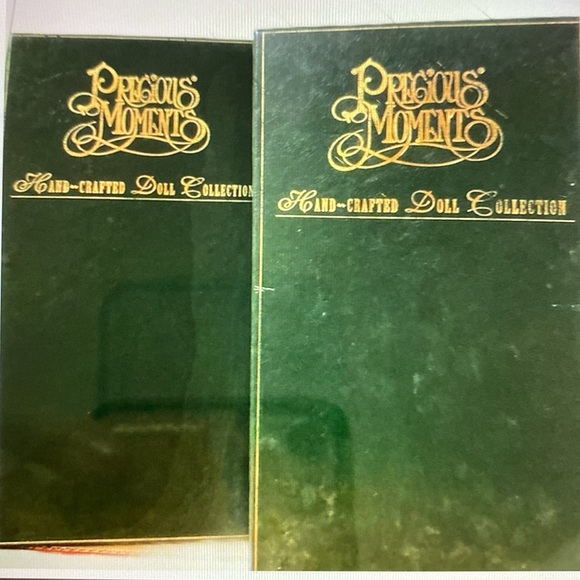 PRECIOUS
MOMENTS
HAND-CRAFTED DOLL COLLECTION
PRECIOUS
MOMENTS
HAND-CRAFTED DOLL COLLECTION